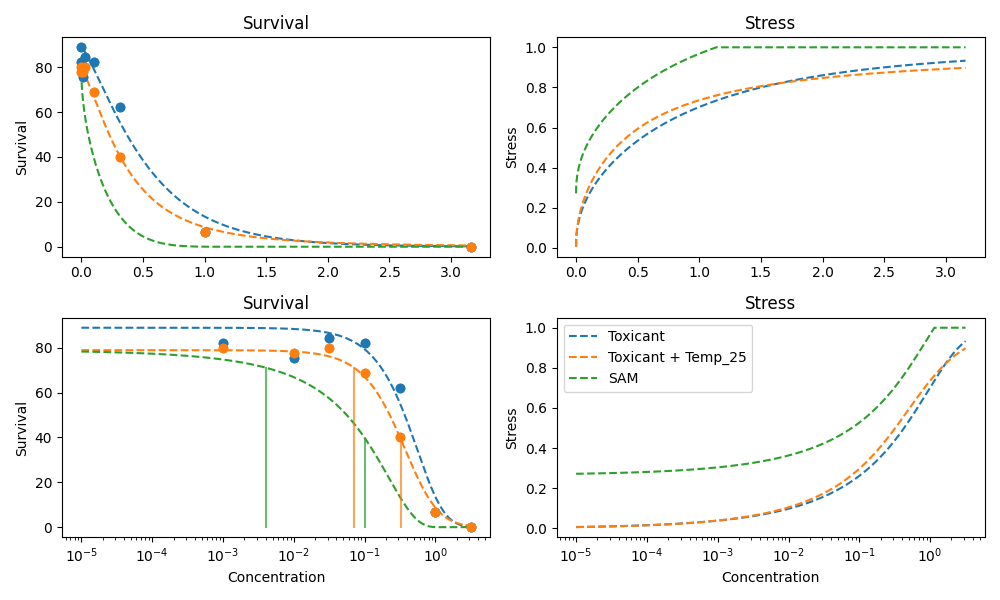 Survival
Stress
Survival
80
60
40
20
0
0.0 0.5 1.0 1.5 2.0 2.5 3.0
Stress
1.0
0.8
0.6
0.4
0.2
0.0
0.0 0.5 1.0 1.5 2.0 2.5 3.0
Survival
Stress
Survival
80
60
40
20
0
10⁻⁵ 10⁻⁴ 10⁻³ 10⁻² 10⁻¹ 10⁰
Concentration
Stress
1.0
0.8
0.6
0.4
0.2
0.0
Toxicant
Toxicant + Temp_25
SAM
10⁻⁵ 10⁻⁴ 10⁻³ 10⁻² 10⁻¹ 10⁰
Concentration